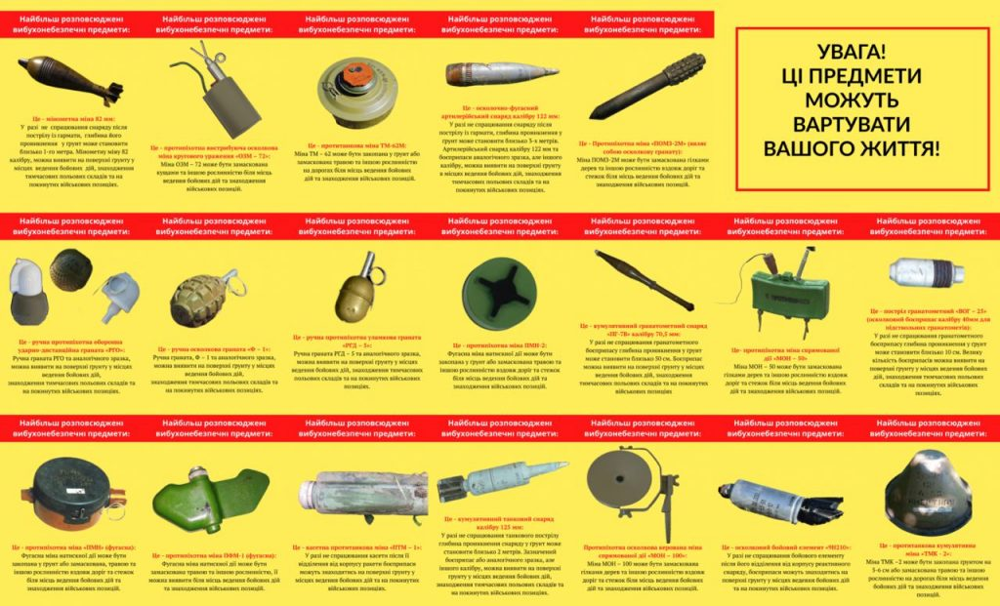 Найбільш розповсюджені
вибухонебезпечні предмети:
Це - мінометна міна 82 мм:
У разі не спрацювання снаряду після
пострілу із гармати, глибина його
проникнення у грунт може становити
близько 1-го метра. Мінометну міну 82
калібру, можна виявити на поверхні грунту у
місцях ведення бойових дій, знаходження
тимчасових польових складів та на
покинутих військових позиціях.
Найбільш розповсюджені
вибухонебезпечні предмети:
Це - протипіхотна вистрибуюча осколкова
міна кругового ураження «ОЗМ – 72»:
Міна ОЗМ – 72 може бути замаскована
кущами та іншою рослинністю біля місць
ведення бойових дій та знаходження
військових позицій.
Найбільш розповсюджені
вибухонебезпечні предмети:
Це - протитанкова міна ТМ-62М:
Міна ТМ – 62 може бути закопана у грунт або
замаскована травою та іншою рослинністю
на дорогах біля місць ведення бойових
дій та знаходження військових позицій.
Найбільш розповсюджені
вибухонебезпечні предмети:
Це - осколочно-фугасний
артилерійський снаряд калібру 122 мм:
У разі не спрацювання снаряду після
пострілу із гармати, глибина проникнення у
грунт може становити близько 3-х метрів.
Артилерійський снаряд калібру 122 мм та
боєприпаси аналогічного зразка, але іншого
калібру, можна виявити на поверхні грунту
в місцях ведення бойових дій, знаходження
тимчасових польових складів та на
покинутих військових позиціях.
Найбільш розповсюджені
вибухонебезпечні предмети:
Це - Протипіхотна міна «ПОМЗ-2М» (являє
собою осколкову гранату):
Міна ПОМЗ-2М може бути замаскована гілками
дерев та іншою рослинністю вздовж доріг та
стежок біля місць ведення бойових дій та
знаходження військових позицій.
УВАГА!
ЦІ ПРЕДМЕТИ
МОЖУТЬ
ВАРТУВАТИ
ВАШОГО ЖИТТЯ!
Найбільш розповсюджені
вибухонебезпечні предмети:
Це - ручна протипіхотна оборонна
ударно-дистанційна граната «РГО»:
Ручна граната РГО та аналогічного зразка,
можна виявити на поверхні грунту у місцях
ведення бойових дій,
знаходження тимчасових польових складів та
на покинутих військових позиціях.
Найбільш розповсюджені
вибухонебезпечні предмети:
Це - ручна осколкова граната «Ф – 1»:
Ручна граната, Ф – 1 та аналогічного зразка,
можна виявити на поверхні грунту у місцях
ведення бойових дій, знаходження
тимчасових польових складів та на
покинутих військових позиціях.
Найбільш розповсюджені
вибухонебезпечні предмети:
Це - ручна протипіхотна уламкова граната
«РГД – 5»:
Ручна граната РГД – 5 та аналогічного зразка,
можна виявити на поверхні грунту у місцях
ведення бойових дій, знаходження тимчасових
польових складів та на покинутих військових
позиціях.
Найбільш розповсюджені
вибухонебезпечні предмети:
Це - протипіхотна міна ПМН-2:
Фугасна міна натискної дії може бути
закопана у грунт або замаскована травою та
іншою рослинністю вздовж доріг та стежок
біля місць ведення бойових дій та
знаходження військових позицій.
Найбільш розповсюджені
вибухонебезпечні предмети:
Це - кумулятивний гранатометний снаряд
«ПГ -7В» калібру 70,5 мм:
У разі не спрацювання гранатометного
боєприпасу глибина проникнення у грунт
може становити близько 50 см. Боєприпас
можна виявити на поверхні грунту у місцях
ведення бойових дій, знаходження
тимчасових польових складів та на покинутих
військових позиціях
Найбільш розповсюджені
вибухонебезпечні предмети:
Це- протипіхотна міна спрямованої
дії «МОН – 50»
Міна МОН – 50 може бути замаскована
гілками дерев та іншою рослинністю вздовж
доріг та стежок біля місць ведення бойових
дій та знаходження військових позицій.
Найбільш розповсюджені
вибухонебезпечні предмети:
Це - постріл гранатометний «ВОГ – 25»
(осколковий боєприпас калібру 40мм для
підствольних гранатометів):
У разі не спрацювання гранатометного
боєприпасу глибина проникнення у грунт
може становити близько 10 см. Велику
кількість боєприпасів можна виявити на
поверхні грунту у місцях ведення бойових
дій, знаходження тимчасових польових
складів та на покинутих військових
позиціях.
Найбільш розповсюджені
вибухонебезпечні предмети:
Це - протипіхотна міна «ПМН» (фугасна):
Фугасна міна натискної дії може бути
закопана у грунт або замаскована, травою та
іншою рослинністю вздовж доріг та стежок
біля місць ведення бойових дій та
знаходження військових позицій.
Найбільш розповсюджені
вибухонебезпечні предмети:
Це - протипіхотна міна ПФМ-1 (фугасна):
Фугасна міна натискної дії може бути
замаскована травою та іншою рослинністю, її
можна виявити вздовж доріг та стежок біля
місць ведення бойових дій та знаходження
військових позицій.
Найбільш розповсюджені
вибухонебезпечні предмети:
Це - касетна протитанкова міна «ПТМ – 1»:
У разі не спрацювання касети після її
відділення від корпусу ракети боєприпаси
можуть знаходитись на поверхні грунту у
місцях ведення бойових дій, знаходження
тимчасових польових складів та на покинутих
військових позиціях.
Найбільш розповсюджені
вибухонебезпечні предмети:
Це - кумулятивний танковий снаряд
калібру 125 мм:
У разі не спрацювання танкового пострілу
глибина проникнення снаряду у грунт може
становити близько 2 метрів. Зазначений
боєприпас або аналогічного зразка, але
іншого калібру, можна виявити на поверхні
грунту у місцях ведення бойових дій,
знаходження тимчасових польових складів та
на покинутих військових позиціях.
Найбільш розповсюджені
вибухонебезпечні предмети:
Протипіхотна осколкова керована міна
спрямованої дії «МОН – 100»:
Міна МОН – 100 може бути замаскована
гілками дерев та іншою рослинністю вздовж
доріг та стежок біля місць ведення бойових
дій та знаходження військових позицій.
Найбільш розповсюджені
вибухонебезпечні предмети:
Це - осколковий бойовий елемент «9Н210»:
У разі не спрацювання бойового елементу
після його відділення від корпусу реактивного
снаряду, боєприпаси можуть знаходитись на
поверхні грунту у місцях ведення бойових дій
та на покинутих військових позиціях.
Найбільш розповсюджені
вибухонебезпечні предмети:
Це - протитанкова кумулятивна
міна «ТМК - 2»:
Міна ТМК –2 може бути закопана грунтом на
5-6 см або замаскована травою та іншою
рослинністю на дорогах біля місць ведення
бойових дій та знаходження військових
позицій.